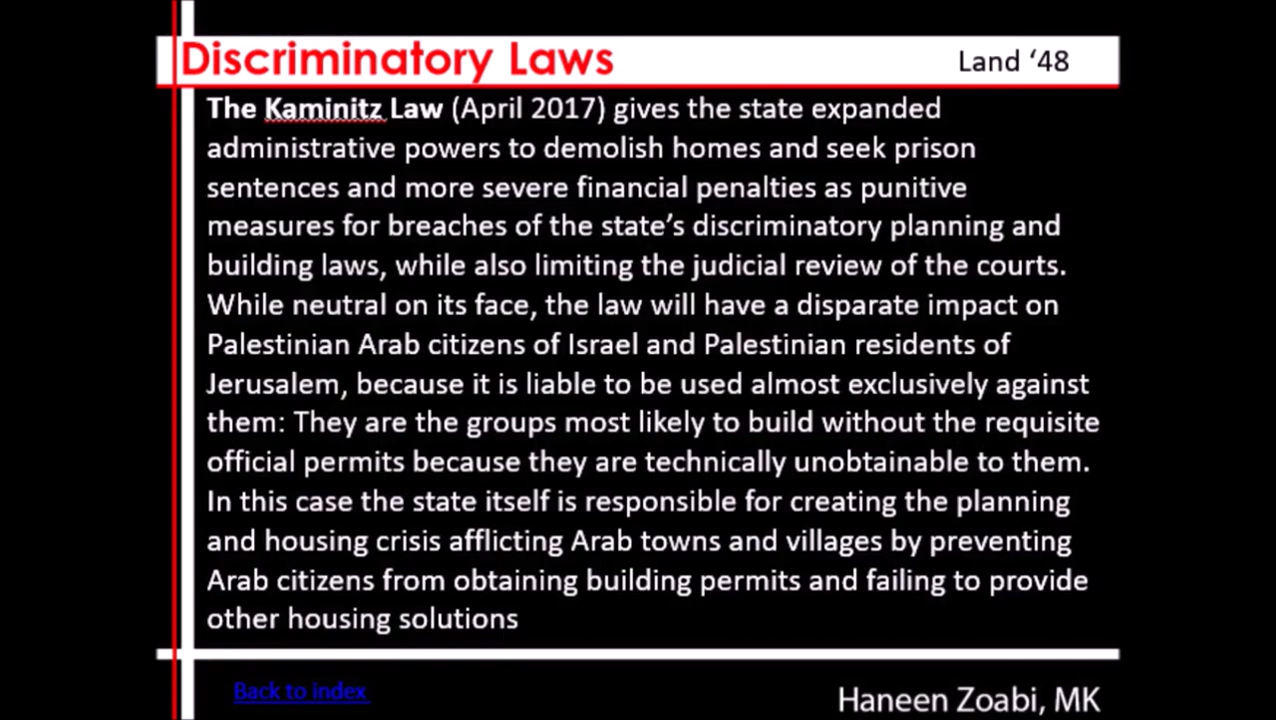 Discriminatory Laws
Land ‘48
The Kaminitz Law (April 2017) gives the state expanded
administrative powers to demolish homes and seek prison
sentences and more severe financial penalties as punitive
measures for breaches of the state’s discriminatory planning and
building laws, while also limiting the judicial review of the courts.
While neutral on its face, the law will have a disparate impact on
Palestinian Arab citizens of Israel and Palestinian residents of
Jerusalem, because it is liable to be used almost exclusively against
them: They are the groups most likely to build without the requisite
official permits because they are technically unobtainable to them.
In this case the state itself is responsible for creating the planning
and housing crisis afflicting Arab towns and villages by preventing
Arab citizens from obtaining building permits and failing to provide
other housing solutions
Back to index
Haneen Zoabi, MK